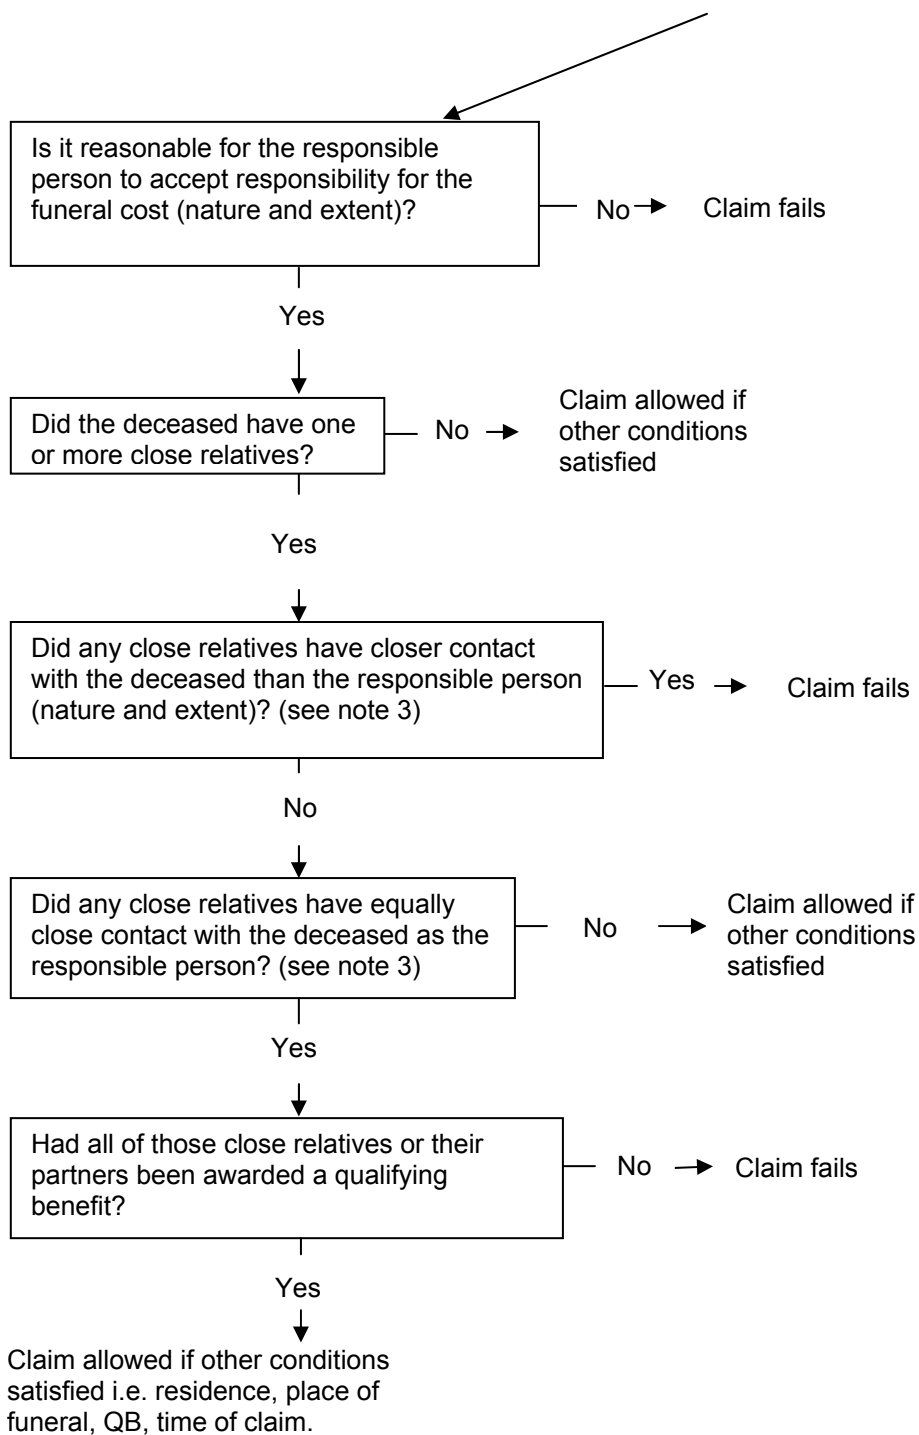 Is it reasonable for the responsible
person to accept responsibility for the
funeral cost (nature and extent)?
No
Claim fails
Yes
Did the deceased have one
or more close relatives?
No
Claim allowed if
other conditions
satisfied
Yes
Did any close relatives have closer contact
with the deceased than the responsible person
(nature and extent)? (see note 3)
Yes
Claim fails
No
Did any close relatives have equally
close contact with the deceased as the
responsible person? (see note 3)
No
Claim allowed if
other conditions
satisfied
Yes
Had all of those close relatives or their
partners been awarded a qualifying
benefit?
No
Claim fails
Yes
Claim allowed if other conditions
satisfied i.e. residence, place of
funeral, QB, time of claim.